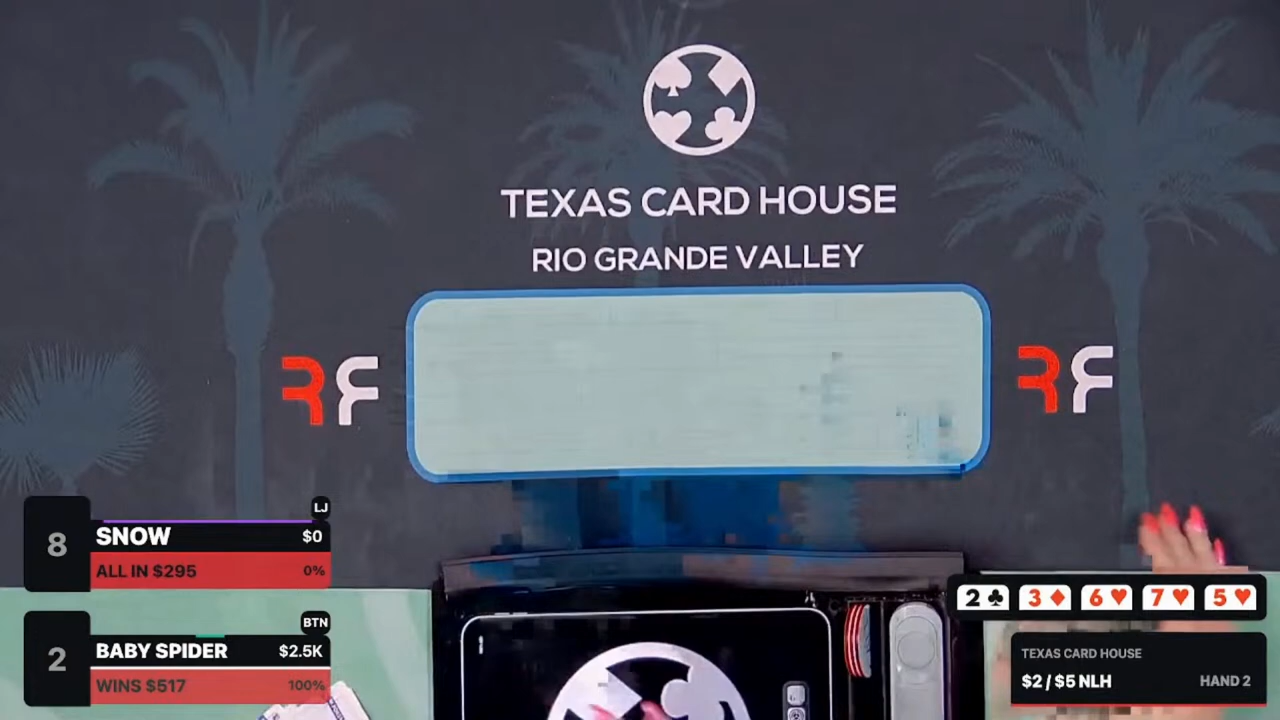 TEXAS CARD HOUSE
RIO GRANDE VALLEY
RF
RF
8
SNOW
LJ
$0
ALL IN $295
0%
2
BABY SPIDER
BTN
$2.5K
WINS $517
100%
2♣ 3♦ 6♥ 7♥ 5♥
TEXAS CARD HOUSE
$2 / $5 NLH
HAND 2